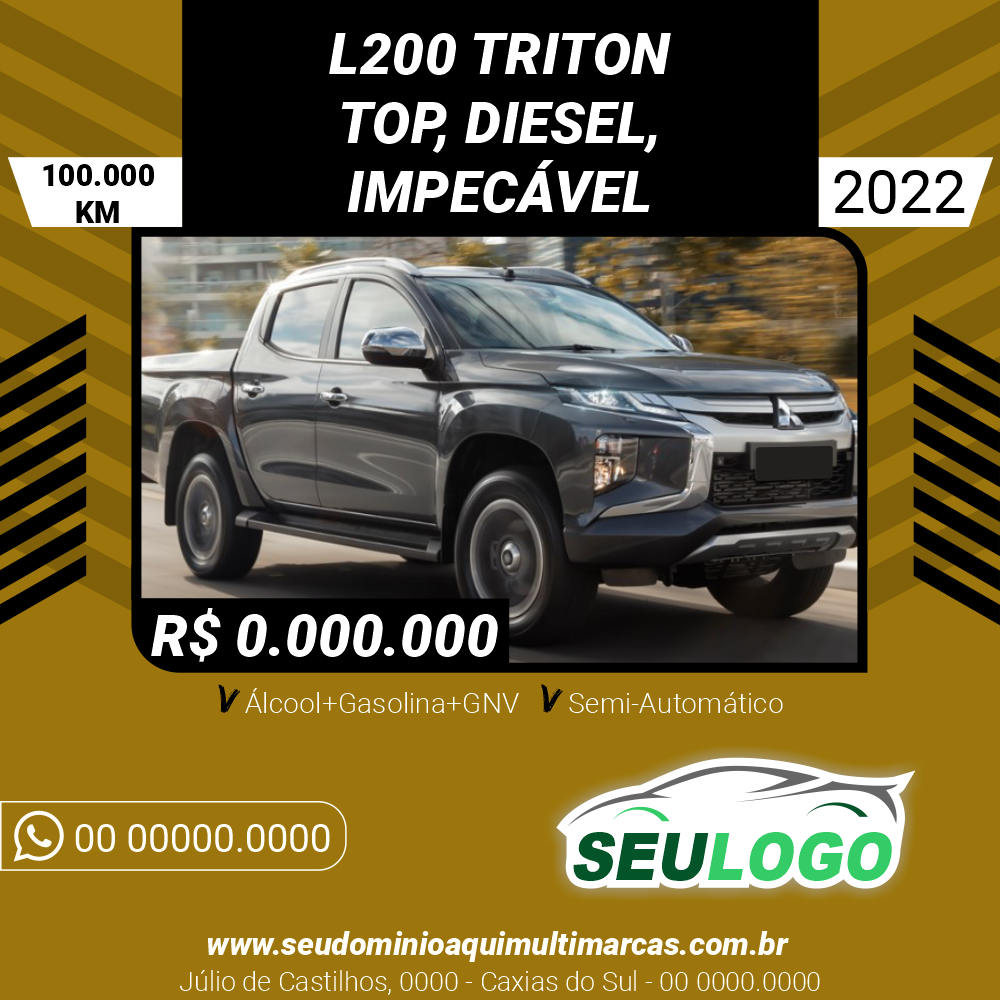 L200 TRITON
TOP, DIESEL,
IMPECÁVEL
100.000
KM
2022
R$ 0.000.000
Álcool+Gasolina+GNV Semi-Automático
00 00000.0000
SEULOGO
www.seudominioaquimultimarcas.com.br
Júlio de Castilhos, 0000 - Caxias do Sul - 00 0000.0000